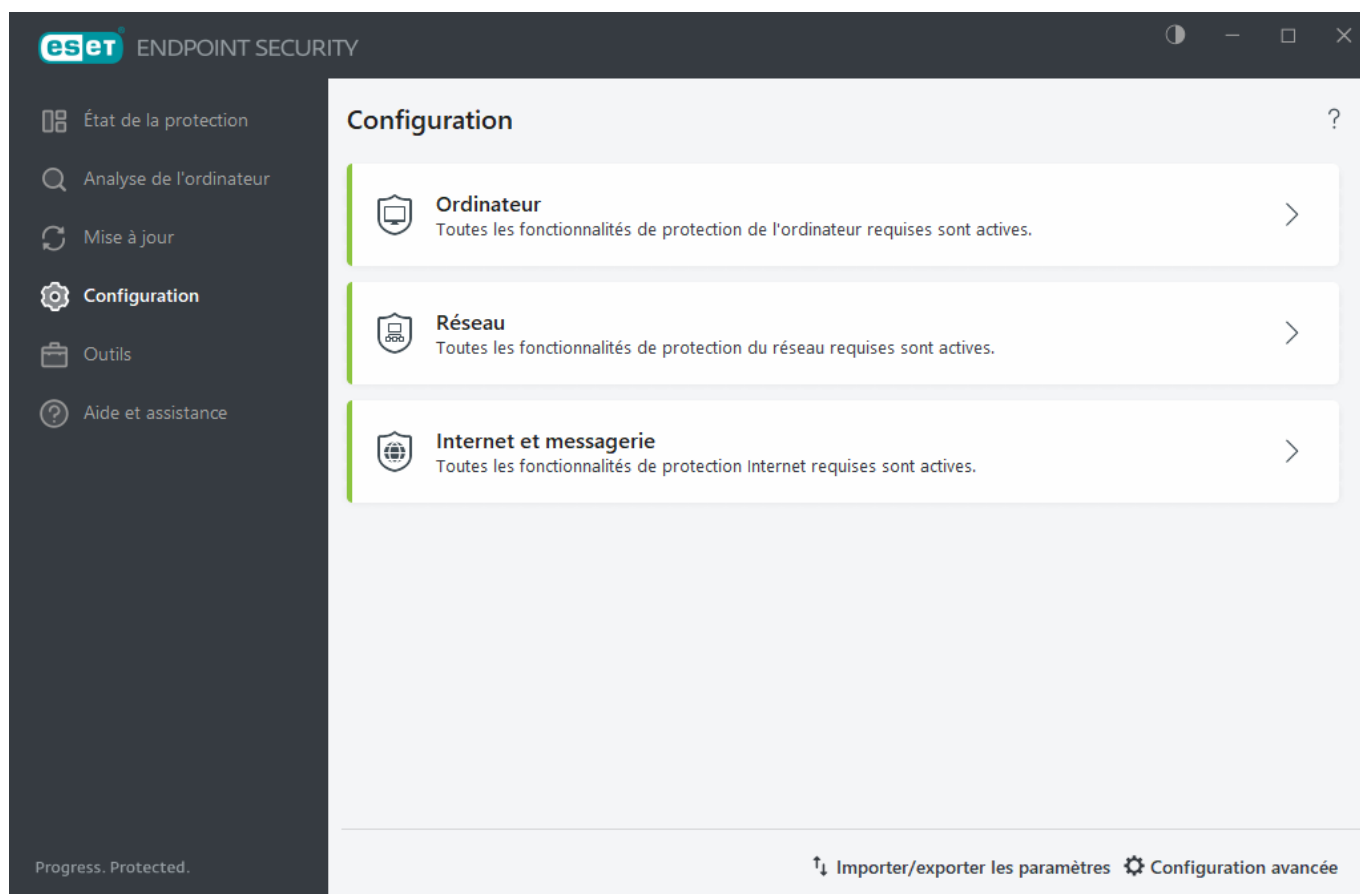 eset ENDPOINT SECURITY
État de la protection
Analyse de l'ordinateur
Mise à jour
Configuration
Outils
Aide et assistance
Progress. Protected.
Configuration
?
Ordinateur
Toutes les fonctionnalités de protection de l'ordinateur requises sont actives.
Réseau
Toutes les fonctionnalités de protection du réseau requises sont actives.
Internet et messagerie
Toutes les fonctionnalités de protection Internet requises sont actives.
Importer/exporter les paramètres Configuration avancée